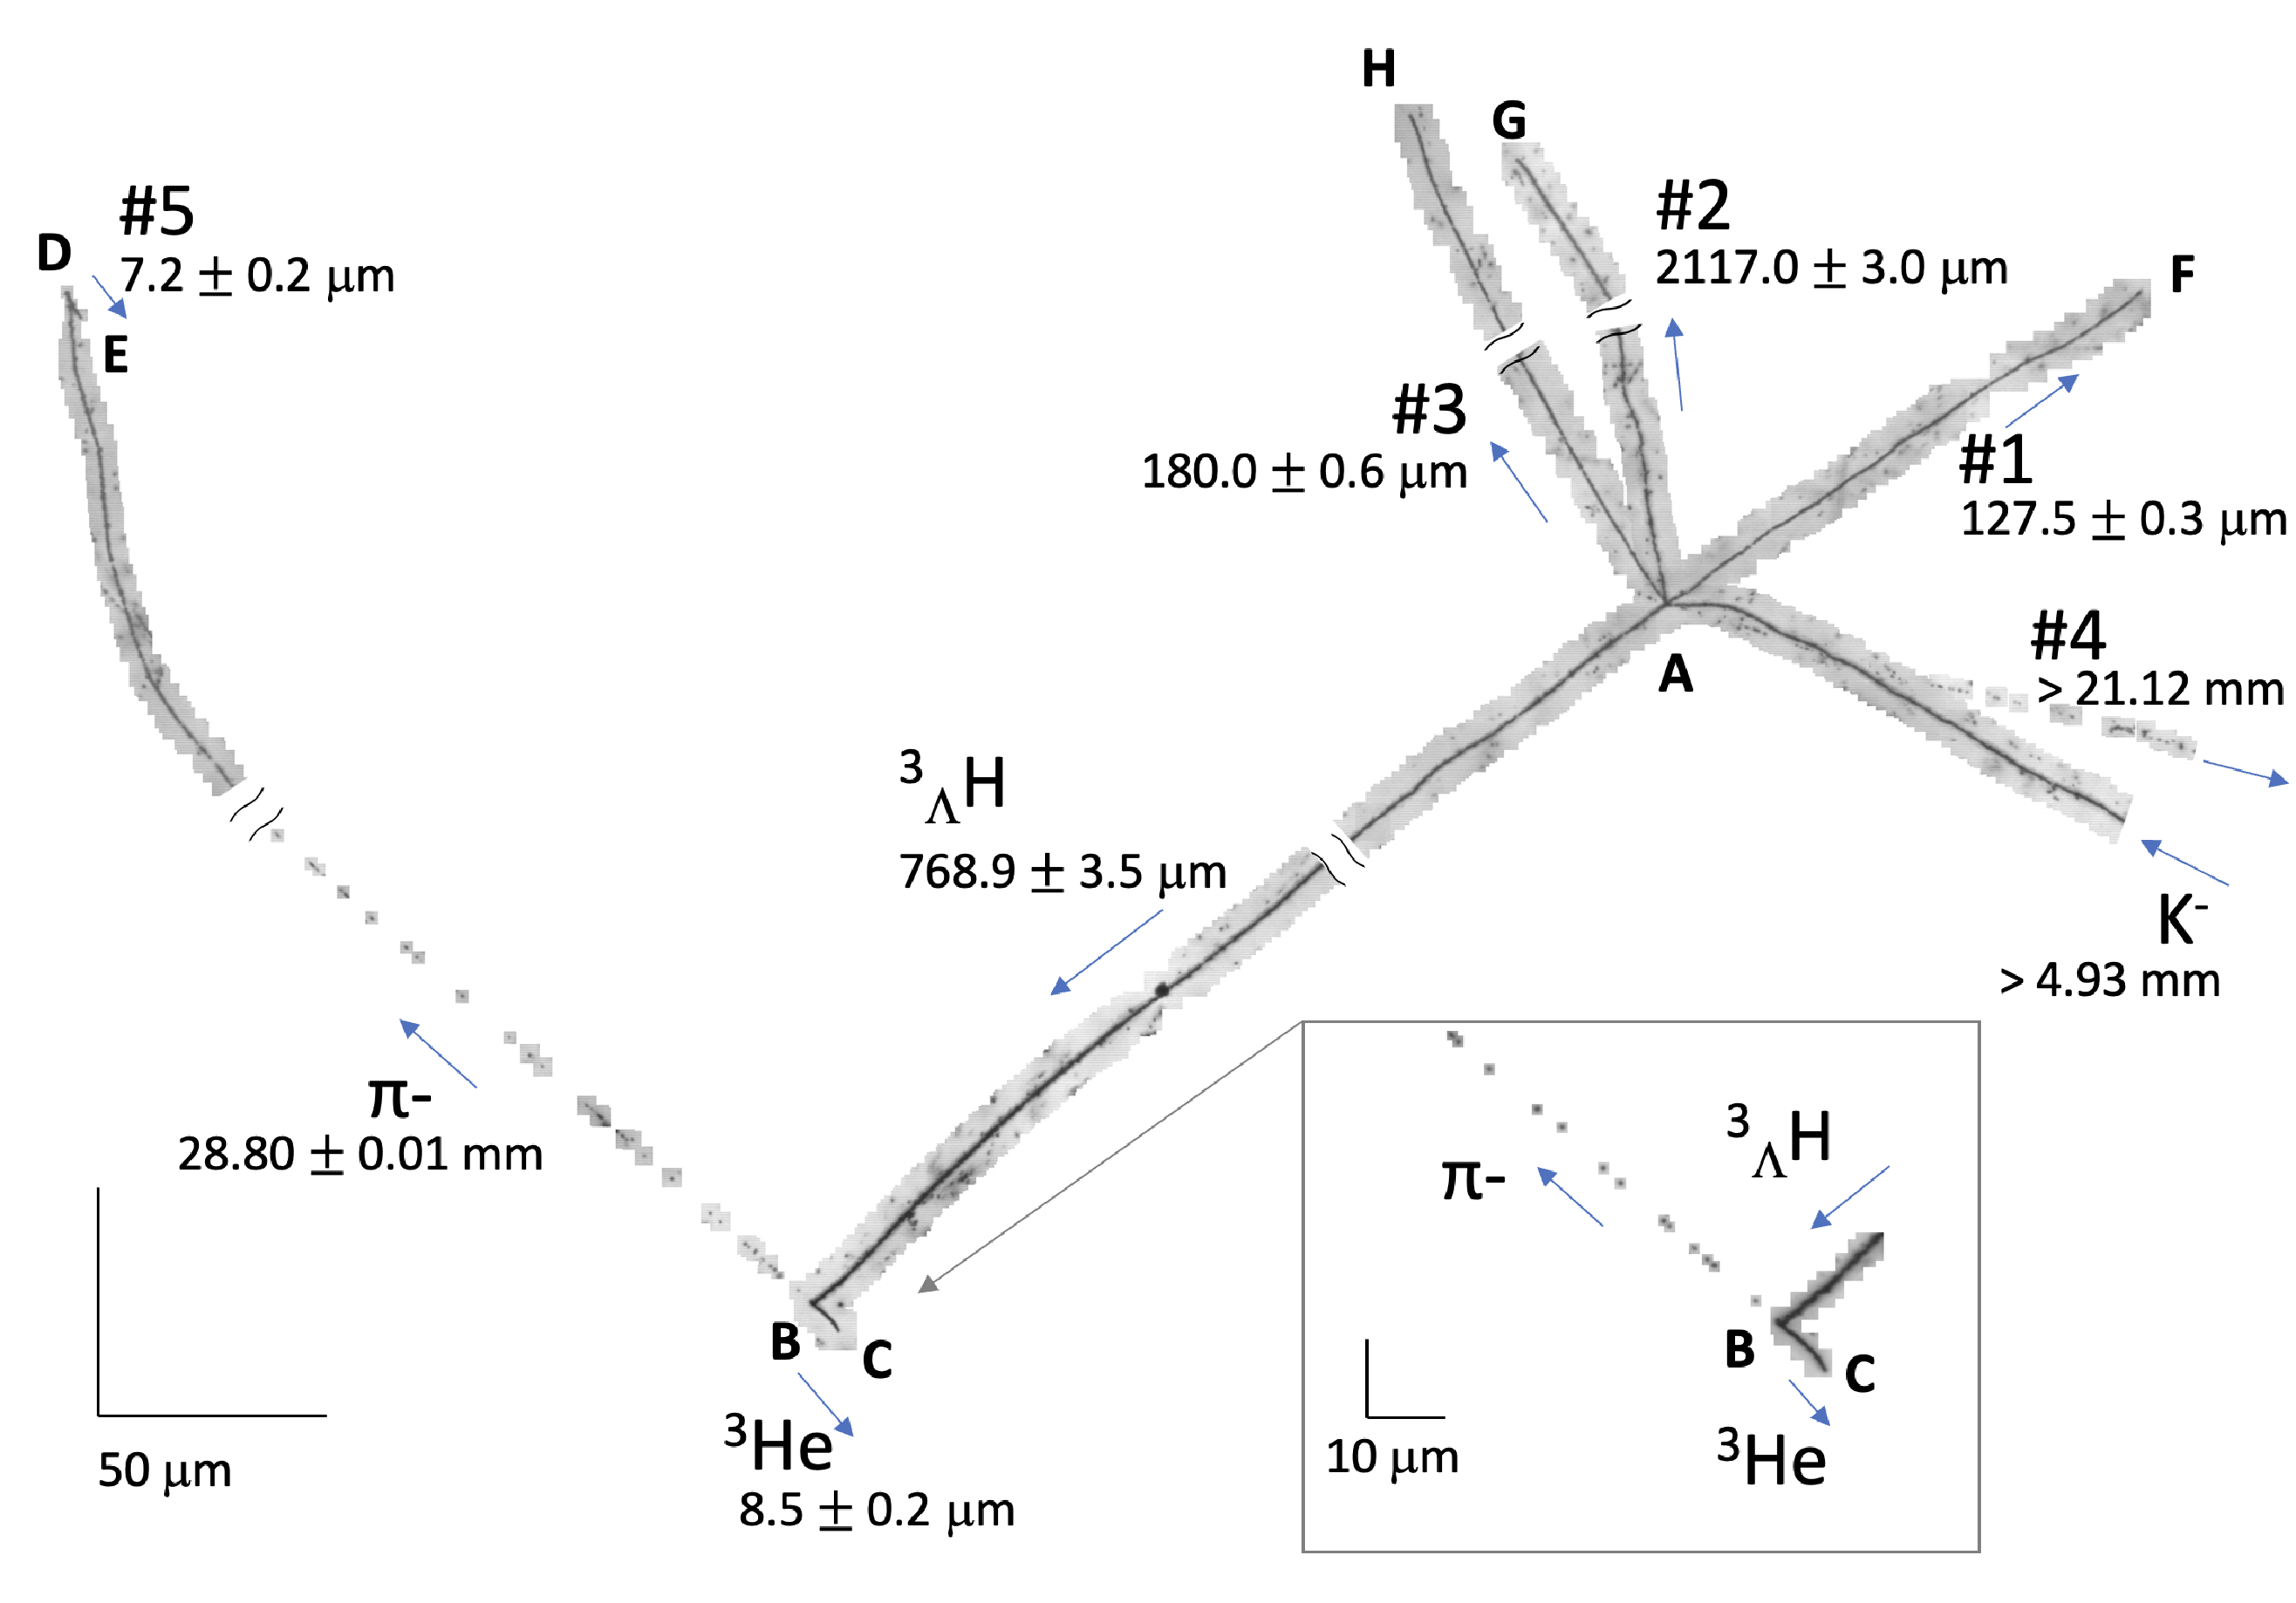 H
G
#2
2117.0 ± 3.0 μm
F
#5
7.2 ± 0.2 μm
D
E
#3
180.0 ± 0.6 μm
#1
127.5 ± 0.3 μm
A
#4
> 21.12 mm
³ΛH
768.9 ± 3.5 μm
K⁻
> 4.93 mm
π-
28.80 ± 0.01 mm
B
C
³He
8.5 ± 0.2 μm
50 μm
³ΛH
π-
B
C
10 μm
³He